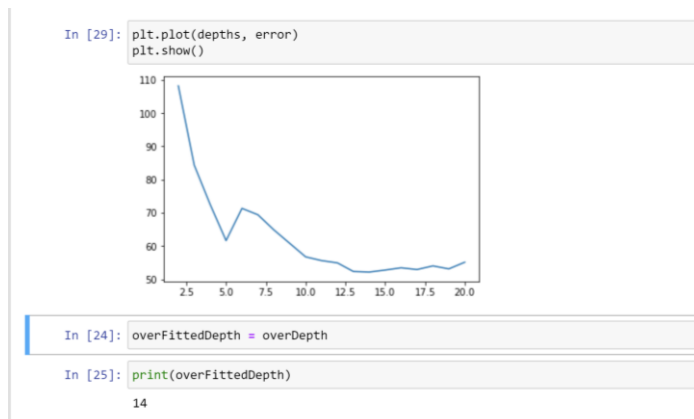 In [29]: plt.plot(depths, error)
plt.show()
110
100
90
80
70
60
50
2.5 5.0 7.5 10.0 12.5 15.0 17.5 20.0
In [24]: overFittedDepth = overDepth
In [25]: print(overFittedDepth)
14